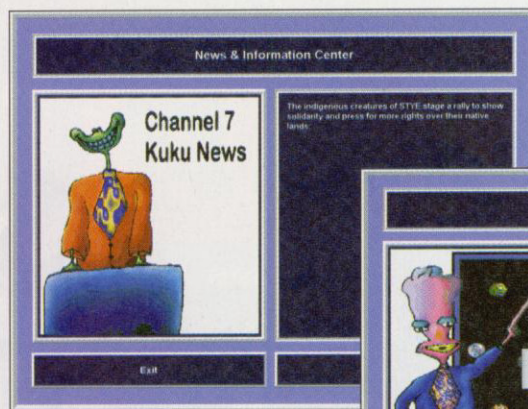 News & Information Center
Channel 7
Kuku News
The indigenous creatures of STYE stage a rally to show
solidarity and press for more rights over their native
lands.
Exit